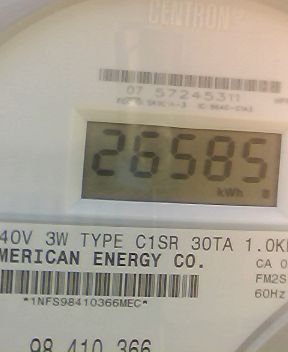 CENTRON
07 57245311
26585
kWh
40V 3W TYPE C1SR 30TA 1.0K
MERICAN ENERGY CO.
CA 0
FM2S
*1NFS98410366MEC*
60Hz
98 410 366